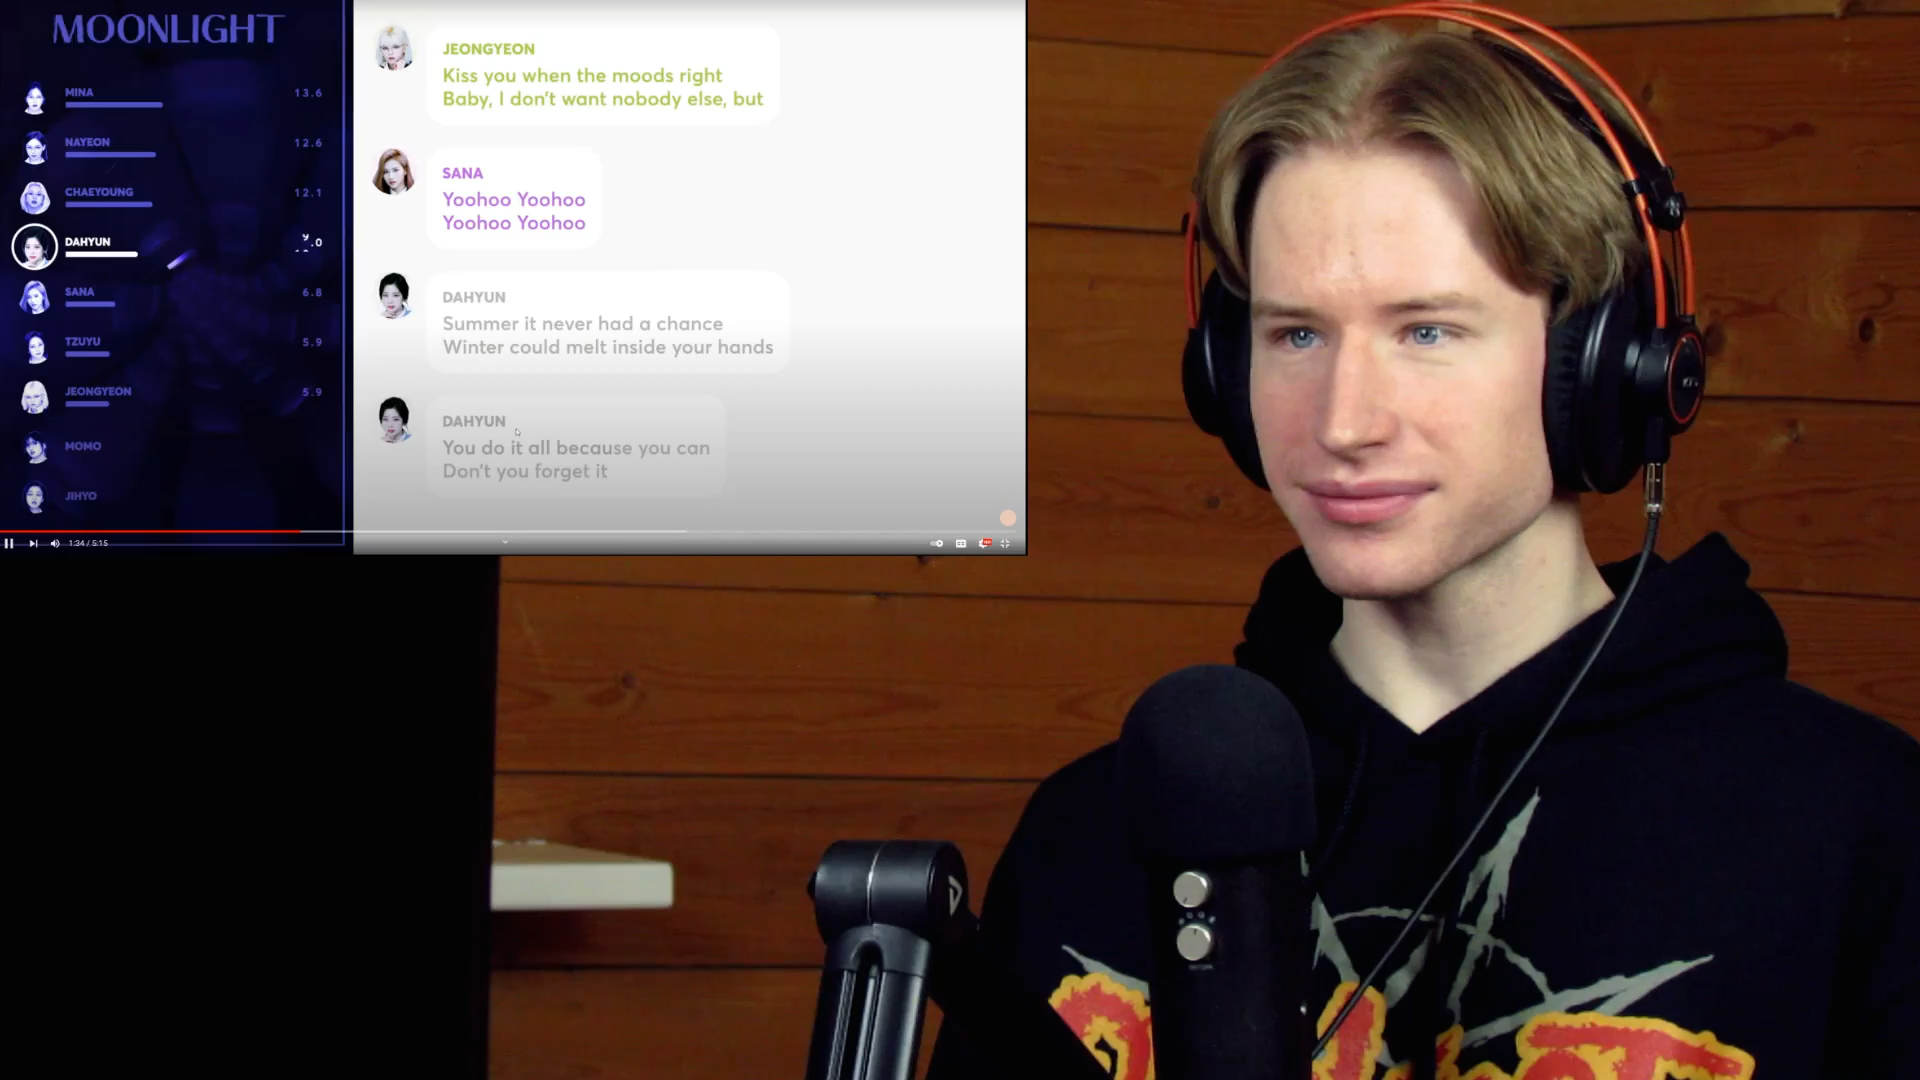 MOONLIGHT
MINA 13.6
NAYEON 12.6
CHAEYOUNG 12.1
DAHYUN
SANA 6.8
TZUYU 5.9
JEONGYEON 5.9
MOMO
JIHYO
1:34 / 5:15
JEONGYEON
Kiss you when the moods right
Baby, I don't want nobody else, but
SANA
Yoohoo Yoohoo
Yoohoo Yoohoo
DAHYUN
Summer it never had a chance
Winter could melt inside your hands
DAHYUN
You do it all because you can
Don't you forget it